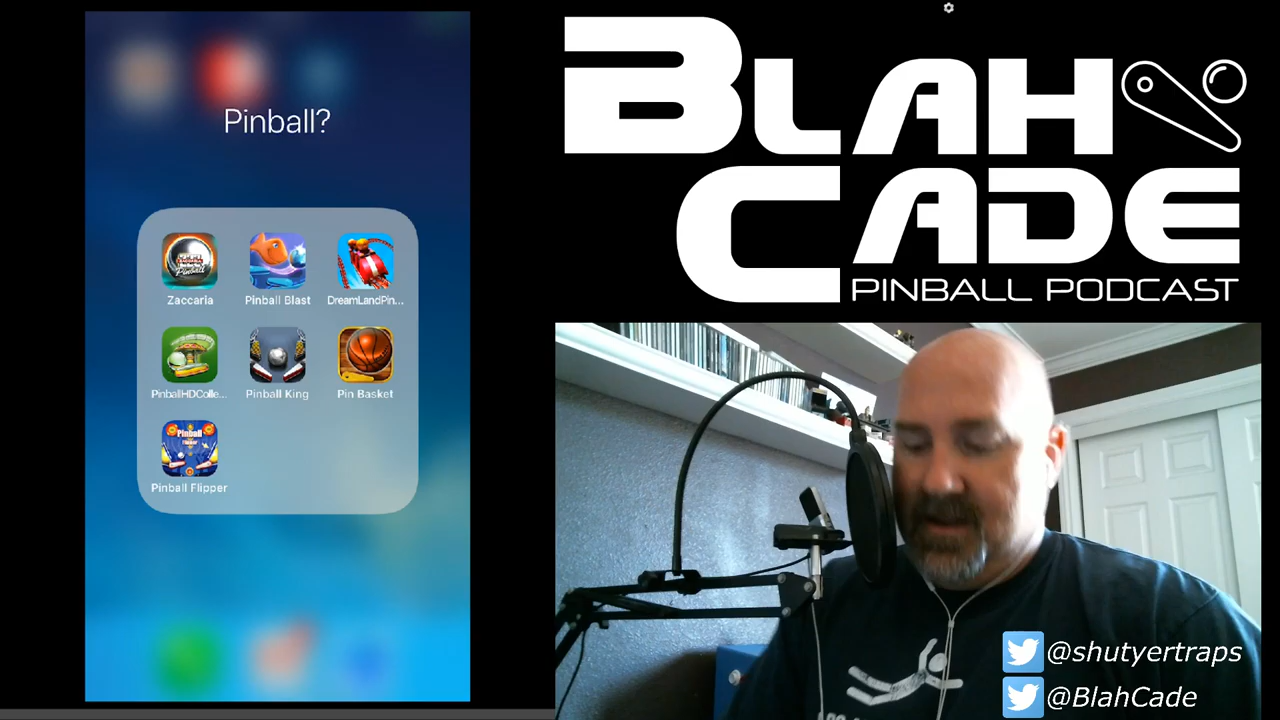 Pinball?
Zaccaria
Pinball Blast
DreamLandPin...
PinballHDColle...
Pinball King
Pin Basket
Pinball Flipper
BLAH
CADE
PINBALL PODCAST
@shutyertraps
@BlahCade